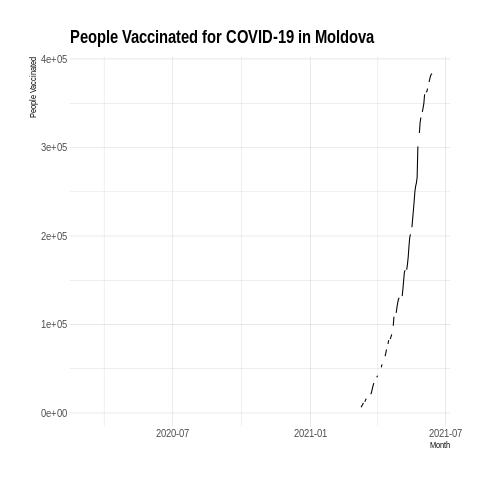 People Vaccinated for COVID-19 in Moldova
People Vaccinated
4e+05
3e+05
2e+05
1e+05
0e+00
2020-07
2021-01
2021-07
Month